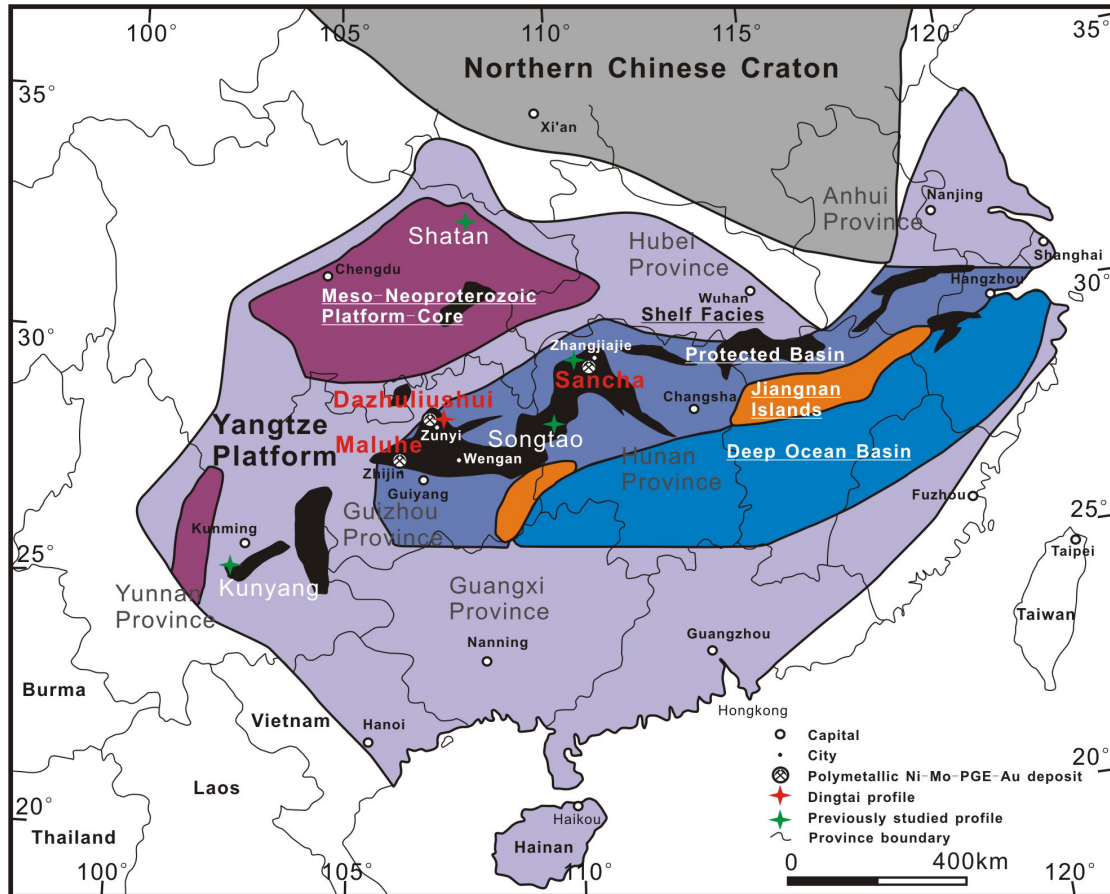 100°
105°
110°
115°
120°
35°
Northern Chinese Craton
35°
Xi'an
Anhui
Province
Nanjing
Shatan
Hubei
Province
Shanghai
Chengdu
30°
Hangzhou
Meso-Neoproterozoic
Platform-Core
Wuhan
Shelf Facies
30°
Zhangjiajie
Protected Basin
Sancha
Jiangnan
Islands
Dazhuliushui
Changsha
Yangtze
Platform
Zunyi
Songtao
Maluhe
Wengan
Hunan
Province
Deep Ocean Basin
Zhijin
Guiyang
Fuzhou
Guizhou
Province
25°
Kunming
Taipei
25°
Kunyang
Yunnan
Province
Guangxi
Province
Taiwan
Nanning
Guangzhou
Burma
Vietnam
Hongkong
Hanoi
Capital
City
20°
Polymetallic Ni-Mo-PGE-Au deposit
Laos
Dingtai profile
20°
Haikou
Previously studied profile
Thailand
Province boundary
Hainan
0 400km
100°
105°
110°
120°